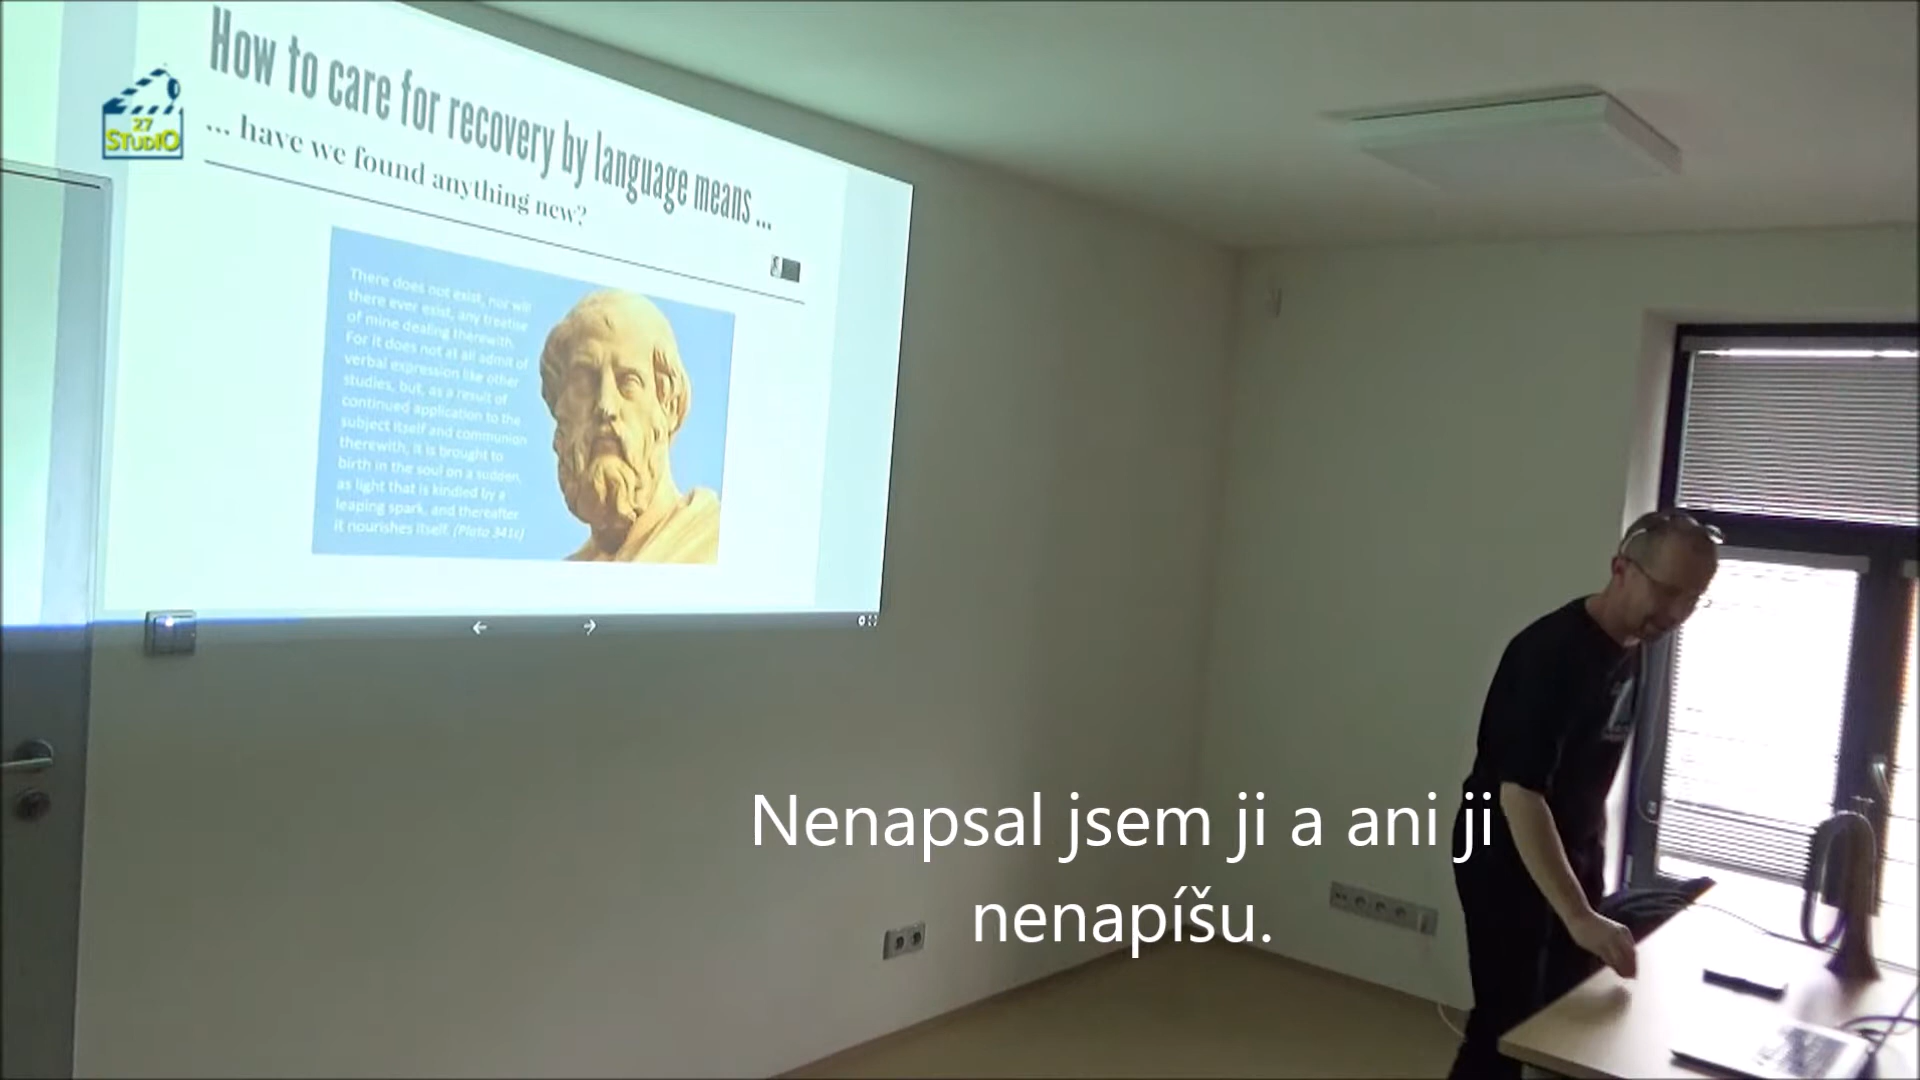 How to care for recovery by language means ...
... have we found anything new?
27
STUDIO
There does not exist, nor will
there ever exist, any treatise
of mine dealing therewith.
For it does not at all admit of
verbal expression like other
studies, but, as a result of
continued application to the
subject itself and communion
therewith, it is brought to
birth in the soul on a sudden,
as light that is kindled by a
leaping spark, and thereafter
it nourishes itself. (Plato 341c)
Nenapsal jsem ji a ani ji
nenapíšu.